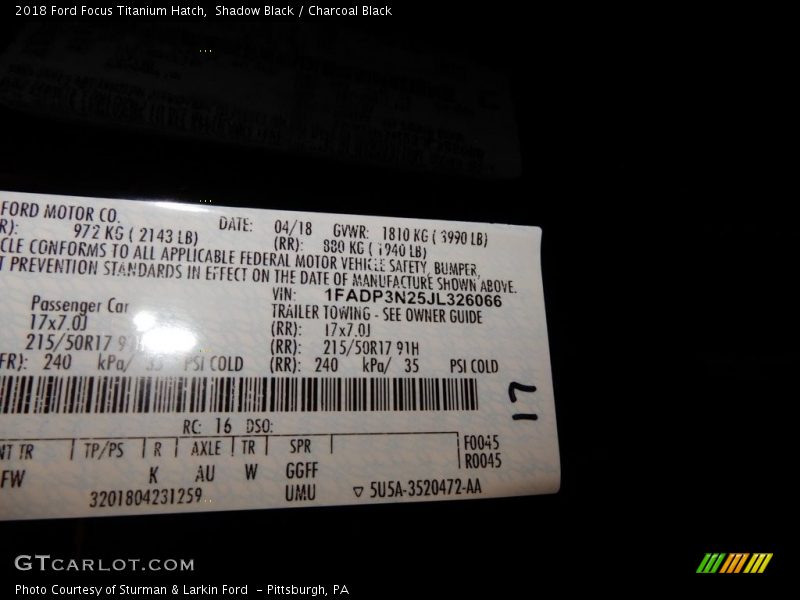 2018 Ford Focus Titanium Hatch,  Shadow Black / Charcoal Black
FORD MOTOR CO. DATE: 04/18 GVWR: 1810 KG ( 3990 LB)
R): 972 KG ( 2143 LB) (RR): 880 KG ( 1940 LB)
CLE CONFORMS TO ALL APPLICABLE FEDERAL MOTOR VEHICLE SAFETY, BUMPER,
T PREVENTION STANDARDS IN EFFECT ON THE DATE OF MANUFACTURE SHOWN ABOVE.
VIN: 1FADP3N25JL326066
Passenger Car TRAILER TOWING - SEE OWNER GUIDE
17x7.0J (RR): 17x7.0J
215/50R17 91H (RR): 215/50R17 91H
FR): 240 kPa/ 35 PSI COLD (RR): 240 kPa/ 35 PSI COLD
17
RC: 16 DSO:
NT TR TP/PS R AXLE TR SPR F0045
FW K AU W GGFF R0045
3201804231259 UMU ▽ 5U5A-3520472-AA
GTCARLOT.COM
Photo Courtesy of Sturman & Larkin Ford  - Pittsburgh, PA